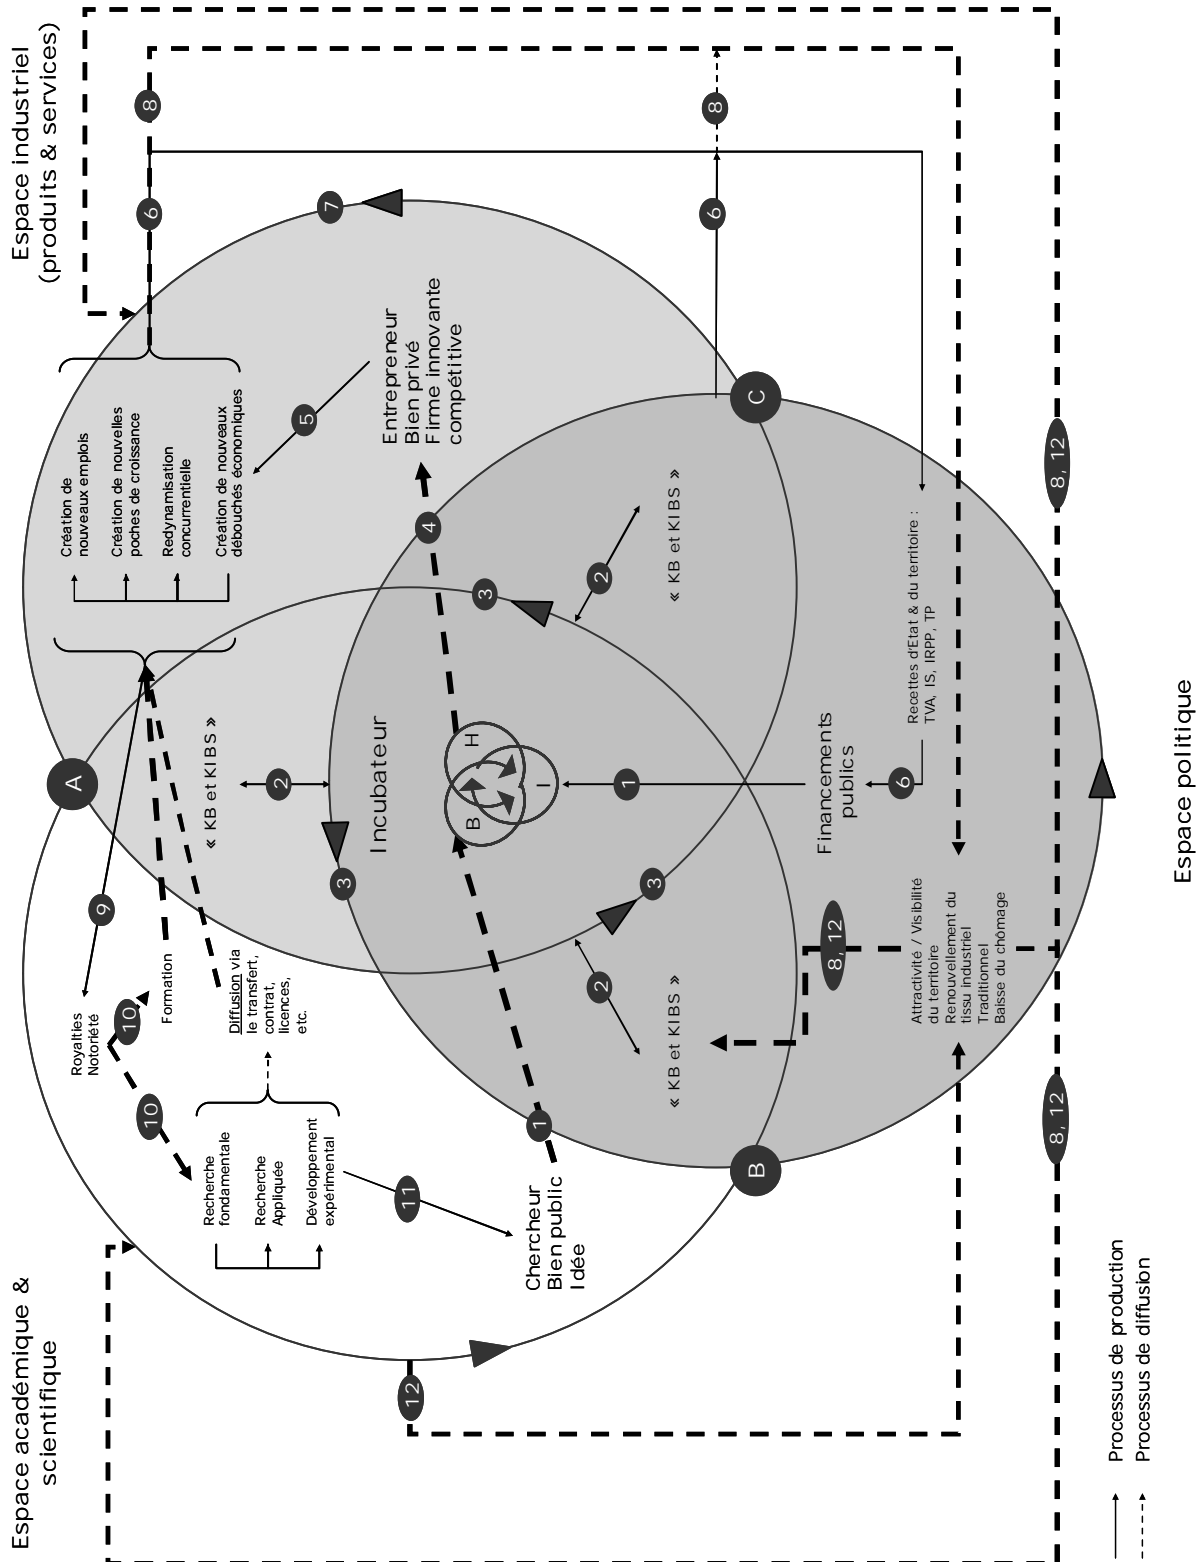 Espace académique &
scientifique
Espace industriel
(produits & services)
A
9
Royalties
Notoriété
10
10
Formation
Diffusion via
le transfert,
contrat,
licences,
etc.
Recherche
fondamentale
Recherche
Appliquée
Développement
expérimental
11
Chercheur
Bien public
Idée
12
Création de
nouveaux emplois
Création de nouvelles
poches de croissance
Redynamisation
concurrentielle
Création de nouveaux
débouchés économiques
6
8
7
5
Entrepreneur
Bien privé
Firme innovante
compétitive
4
« KB et KIBS »
2
Incubateur
3
3
3
B
H
I
1
1
2
« KB et KIBS »
2
« KB et KIBS »
6
8
B
C
Financements
publics
6
Recettes d'Etat & du territoire :
TVA, IS, IRPP, TP
8, 12
Attractivité / Visibilité
du territoire
Renouvellement du
tissu industriel
Traditionnel
Baisse du chômage
8, 12
8, 12
Espace politique
Processus de production
Processus de diffusion